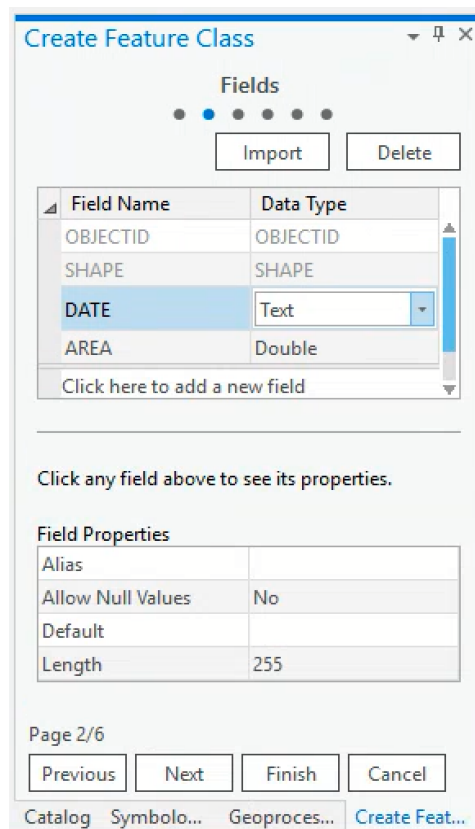 Create Feature Class
Fields
Import Delete
Field Name Data Type
OBJECTID OBJECTID
SHAPE SHAPE
DATE Text
AREA Double
Click here to add a new field
Click any field above to see its properties.
Field Properties
Alias
Allow Null Values No
Default
Length 255
Page 2/6
Previous Next Finish Cancel
Catalog Symbolo... Geoproces... Create Feat...